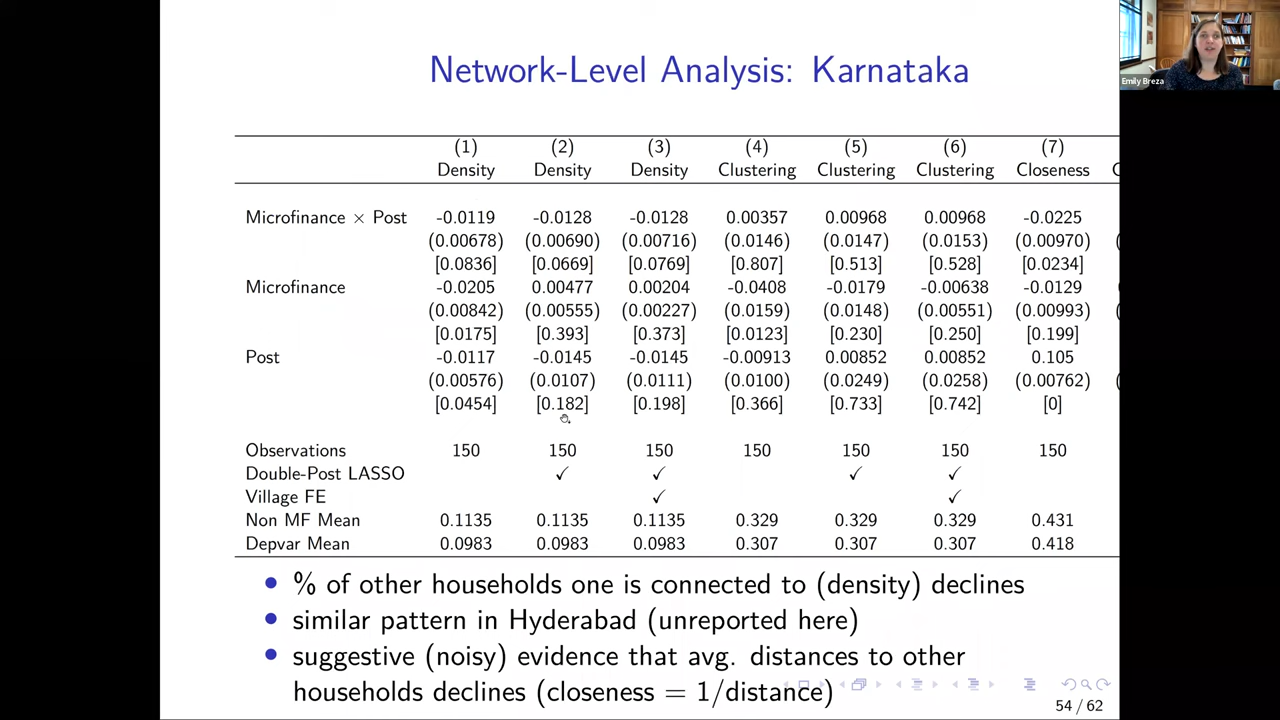 Network-Level Analysis: Karnataka
Emily Breza
(1) (2) (3) (4) (5) (6) (7)
Density Density Density Clustering Clustering Clustering Closeness C
Microfinance × Post -0.0119 -0.0128 -0.0128 0.00357 0.00968 0.00968 -0.0225
(0.00678) (0.00690) (0.00716) (0.0146) (0.0147) (0.0153) (0.00970) (
[0.0836] [0.0669] [0.0769] [0.807] [0.513] [0.528] [0.0234]
Microfinance -0.0205 0.00477 0.00204 -0.0408 -0.0179 -0.00638 -0.0129
(0.00842) (0.00555) (0.00227) (0.0159) (0.0148) (0.00551) (0.00993) (
[0.0175] [0.393] [0.373] [0.0123] [0.230] [0.250] [0.199]
Post -0.0117 -0.0145 -0.0145 -0.00913 0.00852 0.00852 0.105
(0.00576) (0.0107) (0.0111) (0.0100) (0.0249) (0.0258) (0.00762) (
[0.0454] [0.182] [0.198] [0.366] [0.733] [0.742] [0]
Observations 150 150 150 150 150 150 150
Double-Post LASSO ✓ ✓ ✓ ✓
Village FE ✓ ✓
Non MF Mean 0.1135 0.1135 0.1135 0.329 0.329 0.329 0.431
Depvar Mean 0.0983 0.0983 0.0983 0.307 0.307 0.307 0.418
• % of other households one is connected to (density) declines
• similar pattern in Hyderabad (unreported here)
• suggestive (noisy) evidence that avg. distances to other
households declines (closeness = 1/distance)
54 / 62